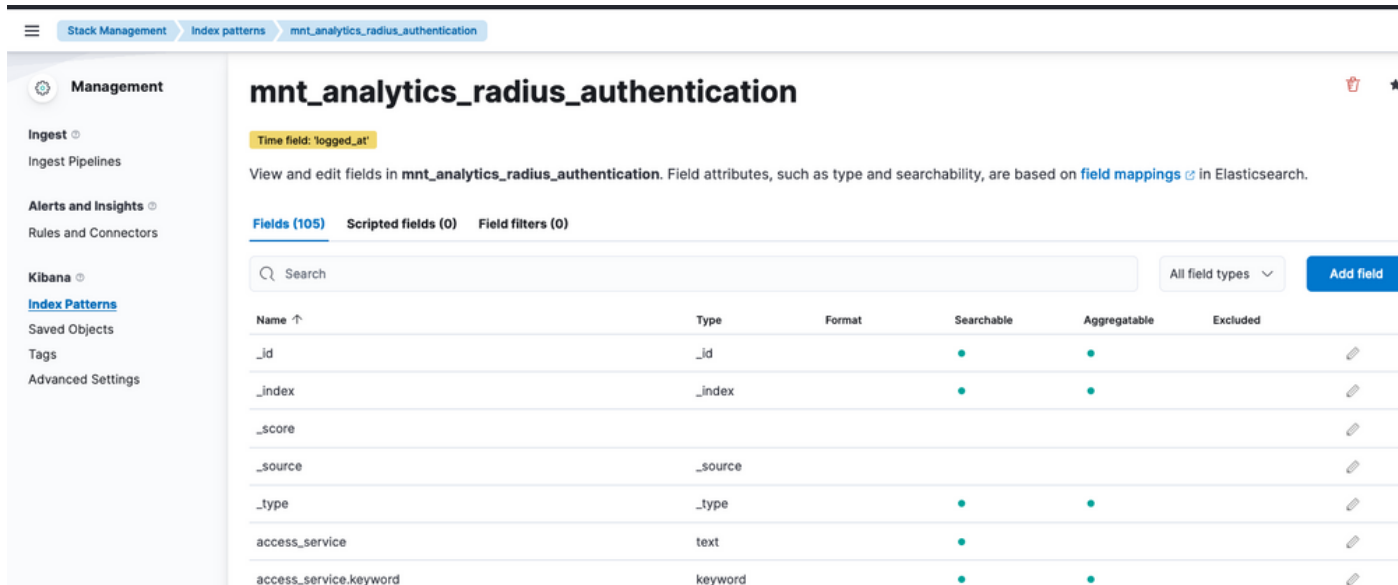 Stack Management Index patterns mnt_analytics_radius_authentication
Management
Ingest
Ingest Pipelines
Alerts and Insights
Rules and Connectors
Kibana
Index Patterns
Saved Objects
Tags
Advanced Settings
mnt_analytics_radius_authentication
Time field: 'logged_at'
View and edit fields in mnt_analytics_radius_authentication. Field attributes, such as type and searchability, are based on field mappings in Elasticsearch.
Fields (105) Scripted fields (0) Field filters (0)
Search All field types Add field
Name Type Format Searchable Aggregatable Excluded
_id _id
_index _index
_score
_source _source
_type _type
access_service text
access_service.keyword keyword